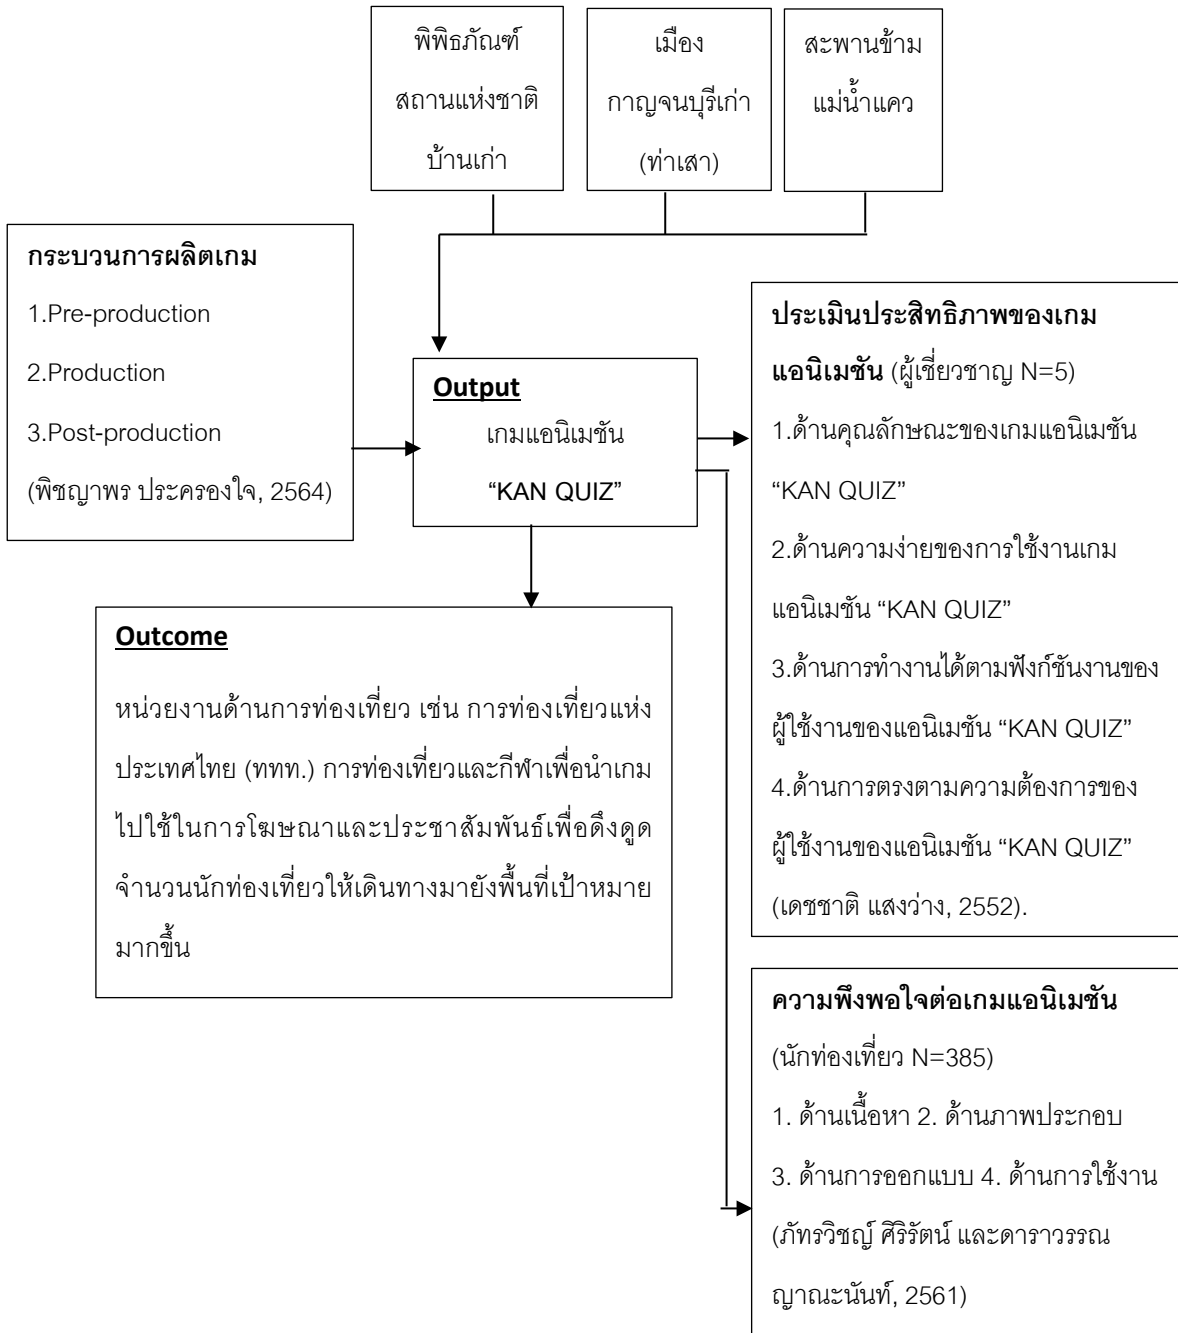 พิพิธภัณฑ์
สถานแห่งชาติ
บ้านเก่า
เมือง
กาญจนบุรีเก่า
(ท่าเสา)
สะพานข้าม
แม่น้ำแคว
กระบวนการผลิตเกม
1.Pre-production
2.Production
3.Post-production
(พิชญาพร ประครองใจ, 2564)
Output
เกมแอนิเมชัน
“KAN QUIZ”
ประเมินประสิทธิภาพของเกม
แอนิเมชัน (ผู้เชี่ยวชาญ N=5)
1.ด้านคุณลักษณะของเกมแอนิเมชัน
“KAN QUIZ”
2.ด้านความง่ายของการใช้งานเกม
แอนิเมชัน “KAN QUIZ”
3.ด้านการทำงานได้ตามฟังก์ชันงานของ
ผู้ใช้งานของแอนิเมชัน “KAN QUIZ”
4.ด้านการตรงตามความต้องการของ
ผู้ใช้งานของแอนิเมชัน “KAN QUIZ”
(เดชชาติ แสงว่าง, 2552).
Outcome
หน่วยงานด้านการท่องเที่ยว เช่น การท่องเที่ยวแห่ง
ประเทศไทย (ททท.) การท่องเที่ยวและกีฬาเพื่อนำเกม
ไปใช้ในการโฆษณาและประชาสัมพันธ์เพื่อดึงดูด
จำนวนนักท่องเที่ยวให้เดินทางมายังพื้นที่เป้าหมาย
มากขึ้น
ความพึงพอใจต่อเกมแอนิเมชัน
(นักท่องเที่ยว N=385)
1. ด้านเนื้อหา 2. ด้านภาพประกอบ
3. ด้านการออกแบบ 4. ด้านการใช้งาน
(ภัทรวิชญ์ ศิริรัตน์ และดาราวรรณ
ญาณะนันท์, 2561)